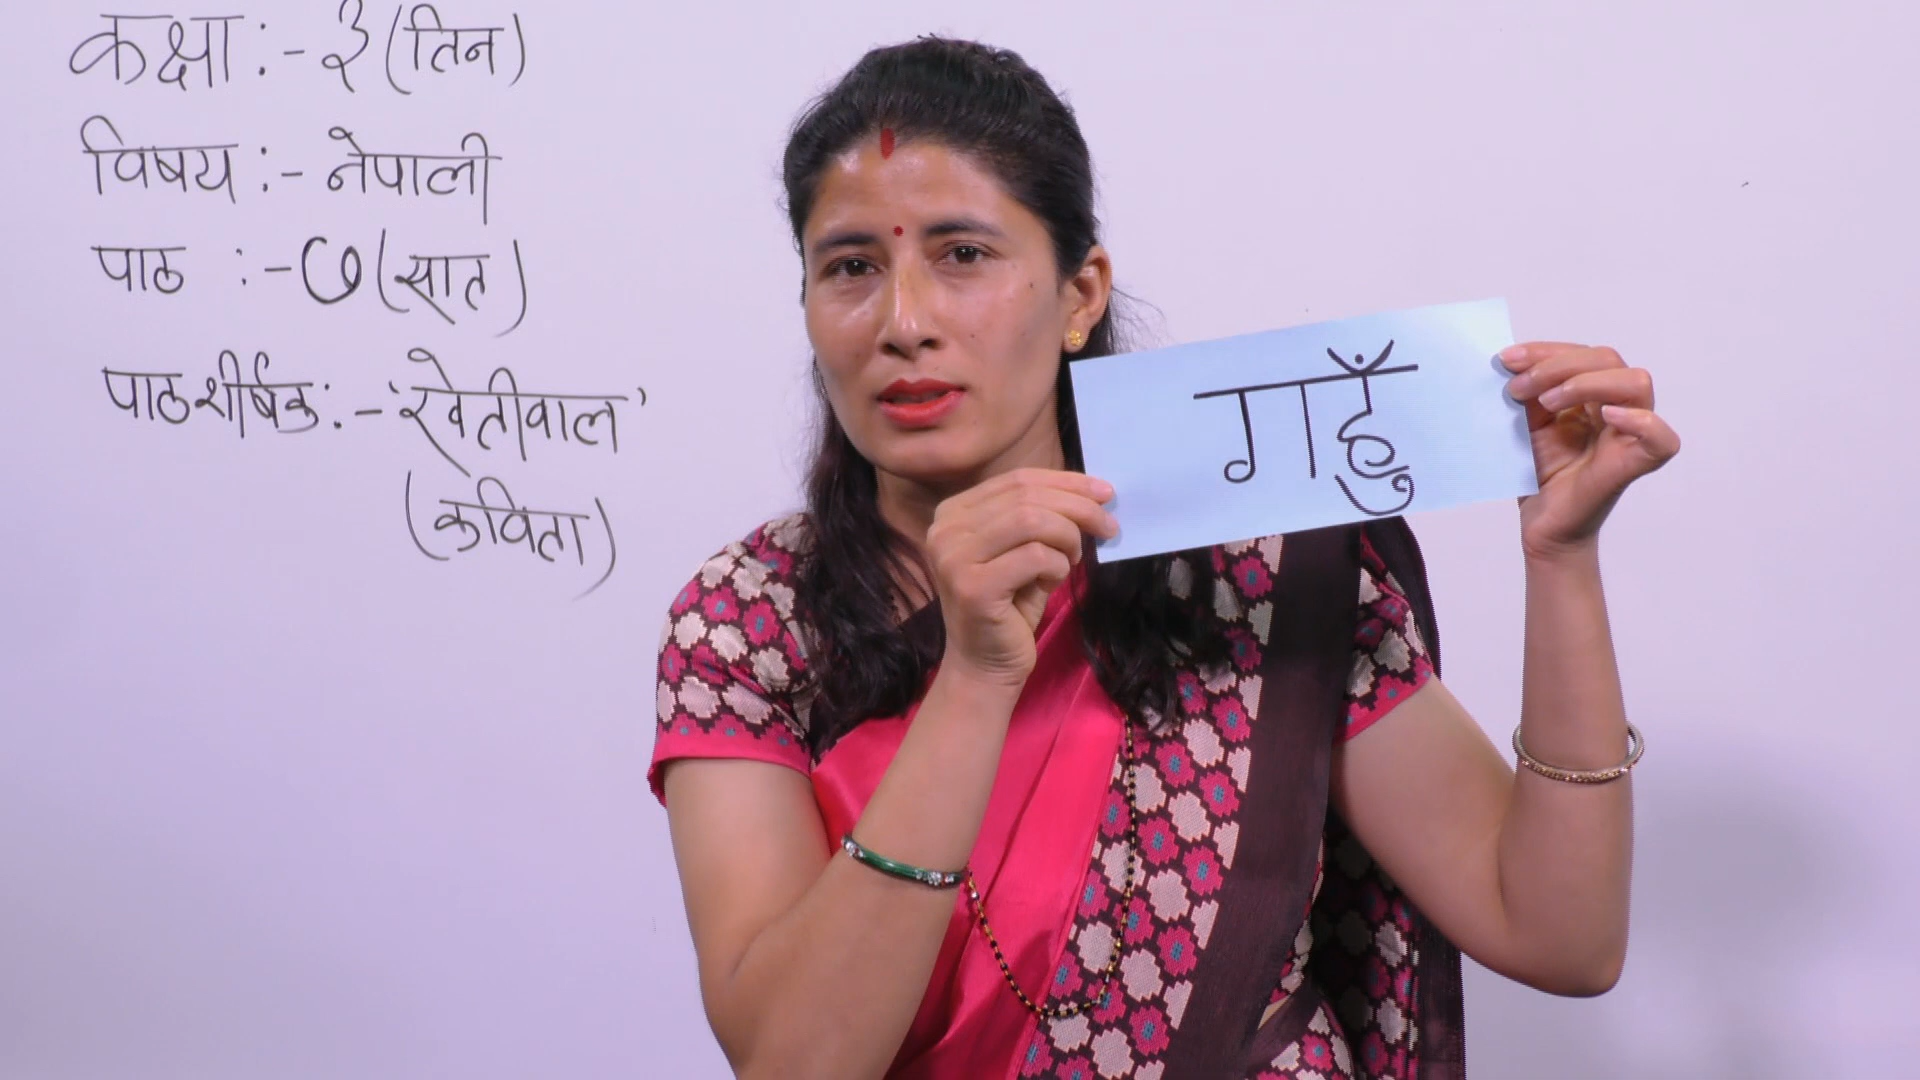 कक्षा :- ३ (तिन)
विषय :- नेपाली
पाठ :- ७ (सात)
पाठशीर्षक :- 'खेतीवाल'
(कविता)
गहुँ